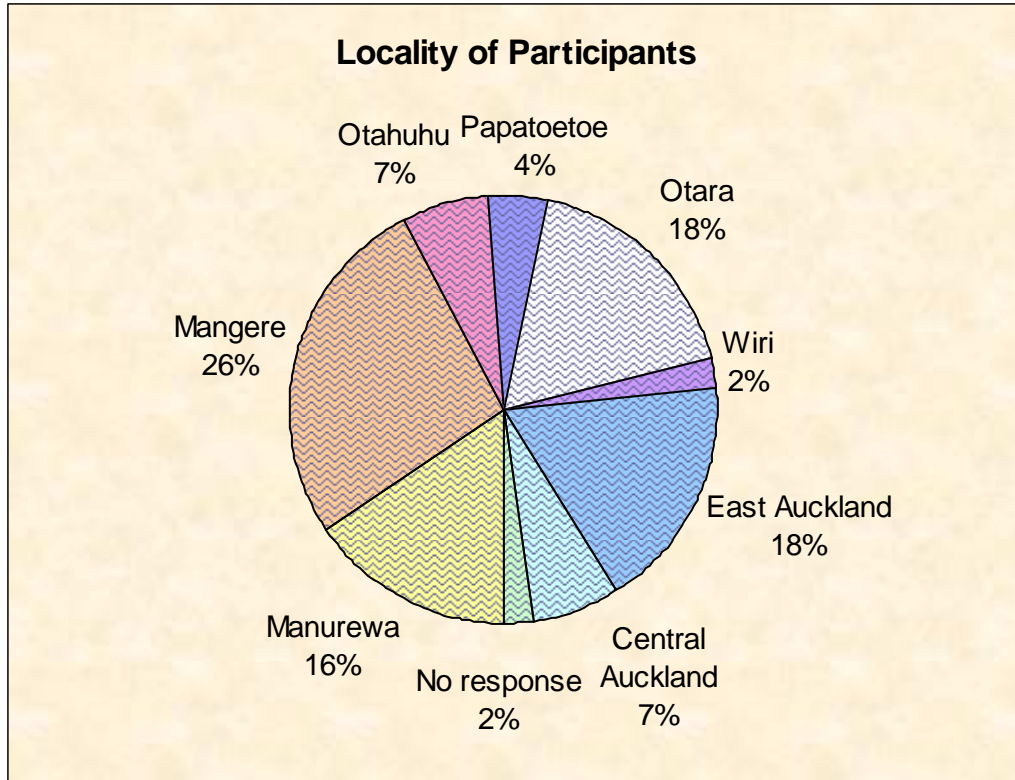 Locality of Participants
Papatoetoe
4%
Otara
18%
Wiri
2%
East Auckland
18%
Central
Auckland
7%
No response
2%
Manurewa
16%
Mangere
26%
Otahuhu
7%